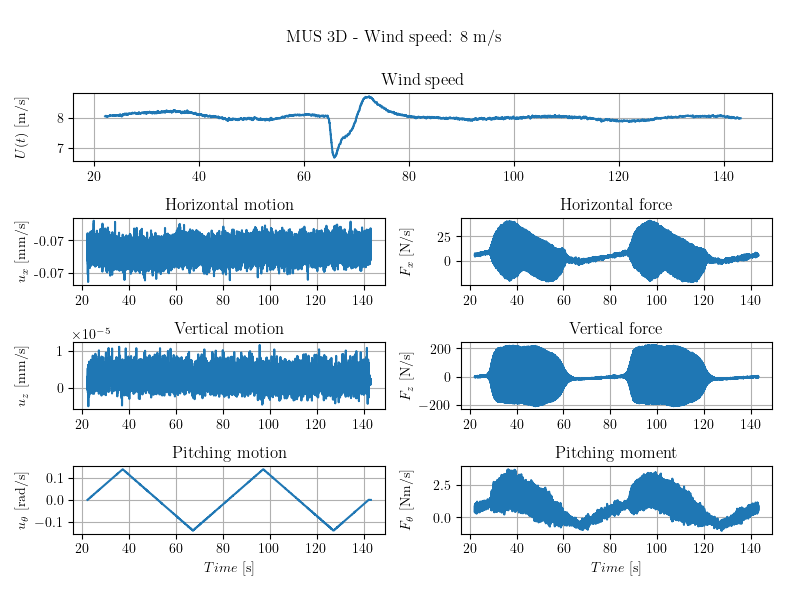 MUS 3D - Wind speed: 8 m/s
Wind speed
U(t) [m/s]
8
7
20 40 60 80 100 120 140
Horizontal motion
u_x [mm/s]
-0.07
-0.07
20 40 60 80 100 120 140
Horizontal force
F_x [N/s]
25
0
20 40 60 80 100 120 140
Vertical motion
×10⁻⁵
u_z [mm/s]
1
0
20 40 60 80 100 120 140
Vertical force
F_z [N/s]
200
0
−200
20 40 60 80 100 120 140
Pitching motion
u_θ [rad/s]
0.1
0.0
−0.1
20 40 60 80 100 120 140
Time [s]
Pitching moment
F_θ [Nm/s]
2.5
0.0
20 40 60 80 100 120 140
Time [s]